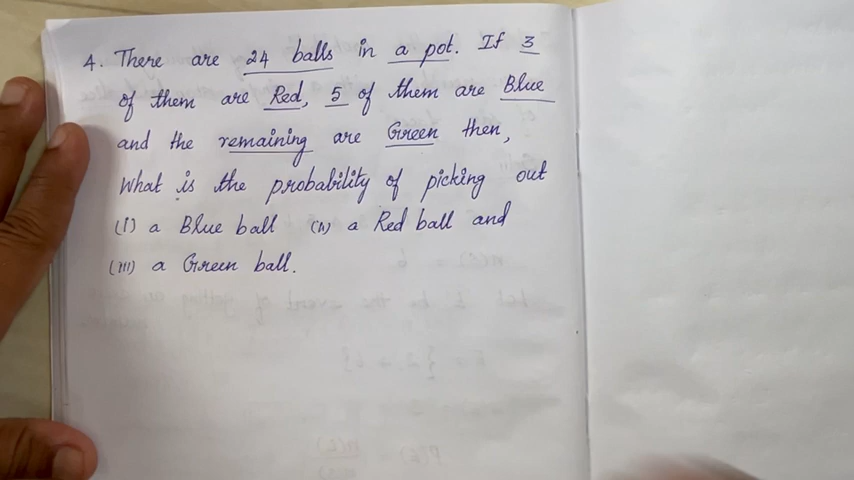 4. There are 24 balls in a pot. If 3
of them are Red, 5 of them are Blue
and the remaining are Green then,
What is the probability of picking out
(i) a Blue ball (ii) a Red ball and
(iii) a Green ball.